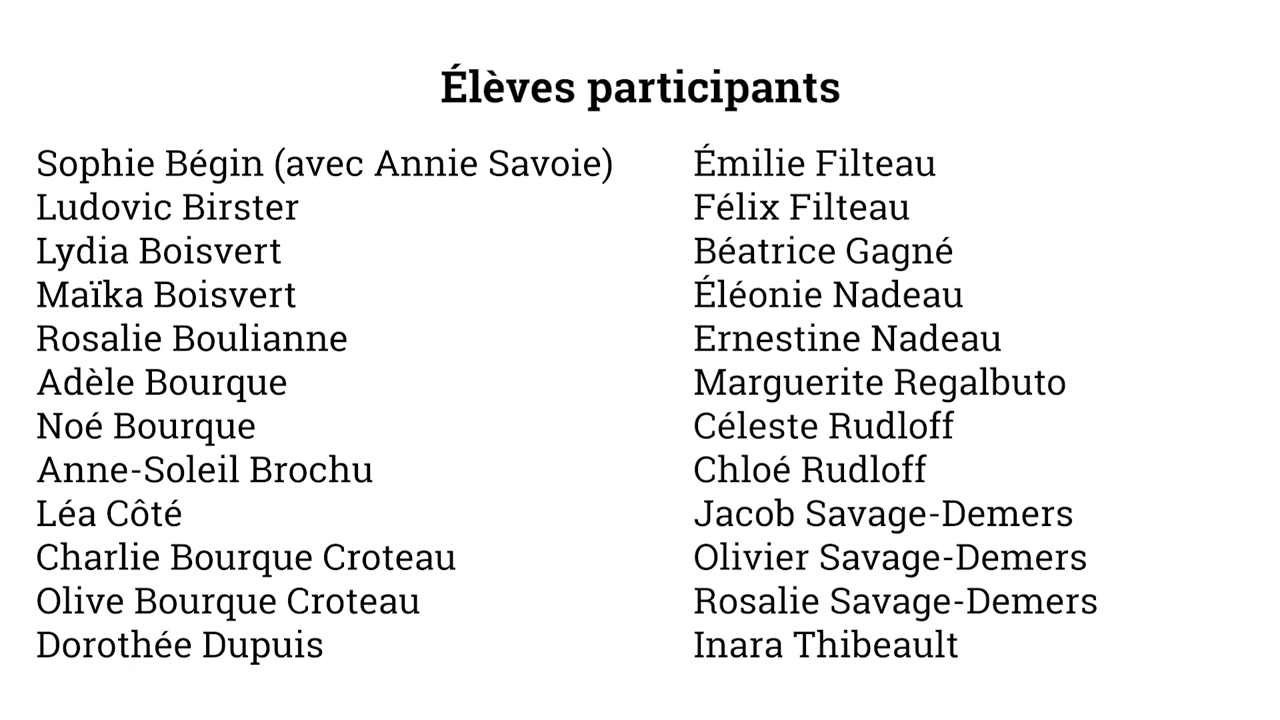 Élèves participants
Sophie Bégin (avec Annie Savoie)
Ludovic Birster
Lydia Boisvert
Maïka Boisvert
Rosalie Boulianne
Adèle Bourque
Noé Bourque
Anne-Soleil Brochu
Léa Côté
Charlie Bourque Croteau
Olive Bourque Croteau
Dorothée Dupuis
Émilie Filteau
Félix Filteau
Béatrice Gagné
Éléonie Nadeau
Ernestine Nadeau
Marguerite Regalbuto
Céleste Rudloff
Chloé Rudloff
Jacob Savage-Demers
Olivier Savage-Demers
Rosalie Savage-Demers
Inara Thibeault